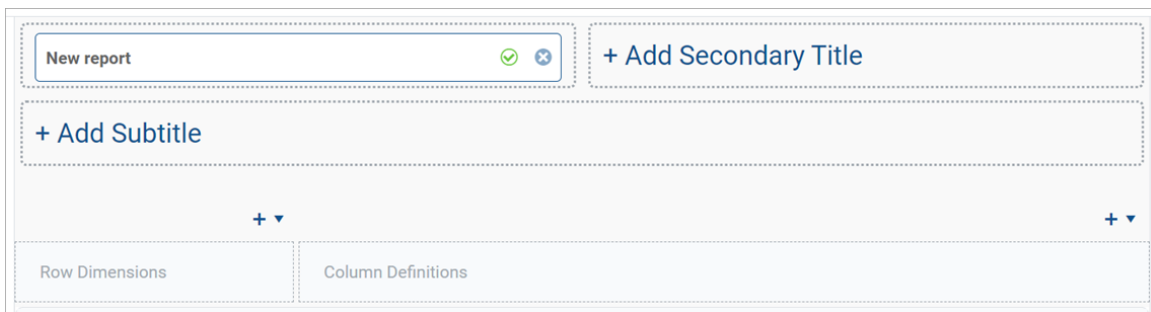 New report
+ Add Secondary Title
+ Add Subtitle
+
+
Row Dimensions
Column Definitions